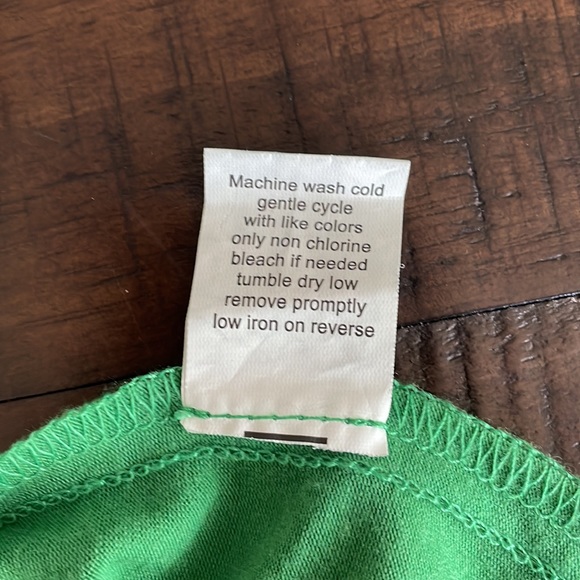 Machine wash cold
gentle cycle
with like colors
only non chlorine
bleach if needed
tumble dry low
remove promptly
low iron on reverse